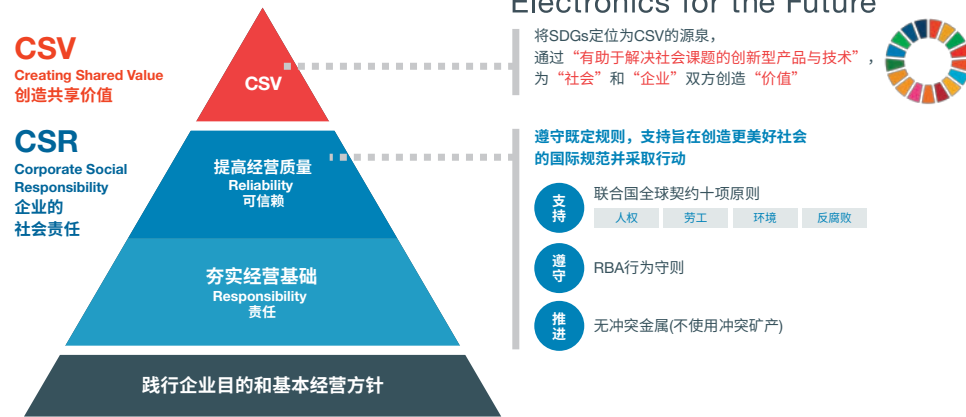 Electronics for the Future
CSV
Creating Shared Value
创造共享价值
CSV
将SDGs定位为CSV的源泉，
通过“有助于解决社会课题的创新型产品与技术”，
为“社会”和“企业”双方创造“价值”
CSR
Corporate Social
Responsibility
企业的
社会责任
提高经营质量
Reliability
可信赖
夯实经营基础
Responsibility
责任
践行企业目的和基本经营方针
遵守既定规则，支持旨在创造更美好社会
的国际规范并采取行动
支持
联合国全球契约十项原则
人权 劳工 环境 反腐败
遵守
RBA行为守则
推进
无冲突金属(不使用冲突矿产)